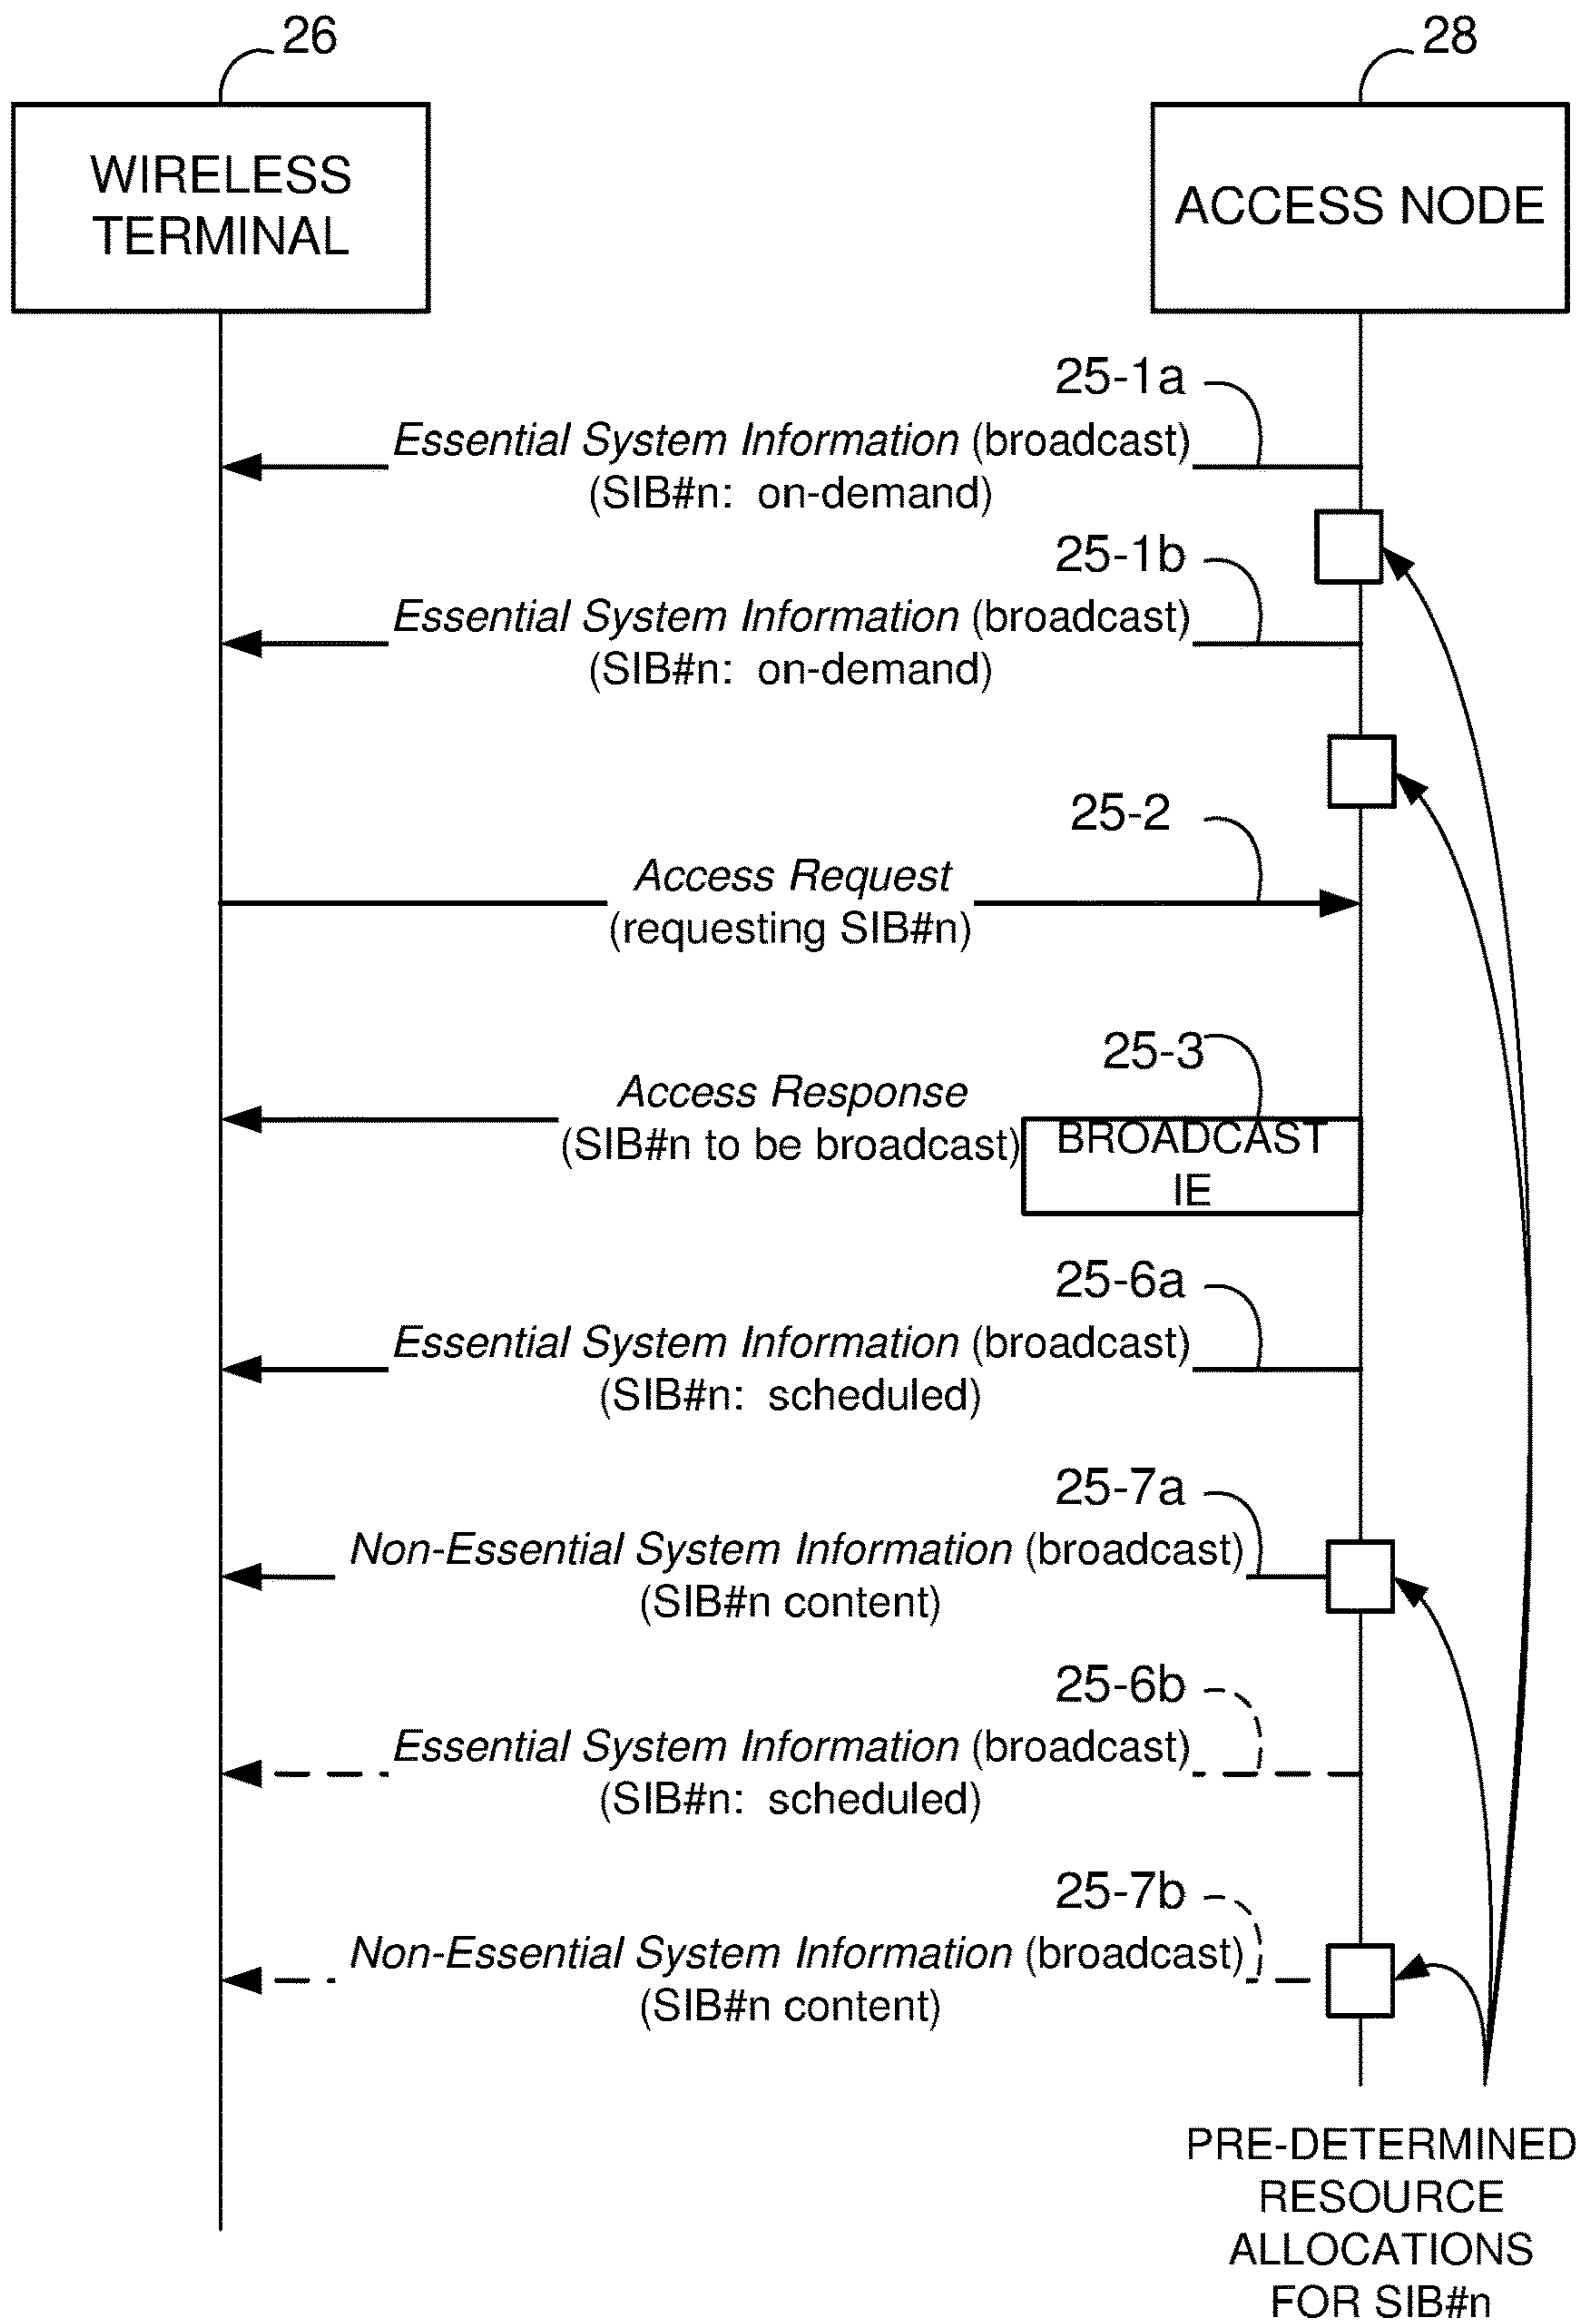 26
28
WIRELESS
TERMINAL
ACCESS NODE
25-1a
Essential System Information (broadcast)
(SIB#n: on-demand)
25-1b
Essential System Information (broadcast)
(SIB#n: on-demand)
25-2
Access Request
(requesting SIB#n)
25-3
Access Response
(SIB#n to be broadcast)
BROADCAST
IE
25-6a
Essential System Information (broadcast)
(SIB#n: scheduled)
25-7a
Non-Essential System Information (broadcast)
(SIB#n content)
25-6b
Essential System Information (broadcast)
(SIB#n: scheduled)
25-7b
Non-Essential System Information (broadcast)
(SIB#n content)
PRE-DETERMINED
RESOURCE
ALLOCATIONS
FOR SIB#n